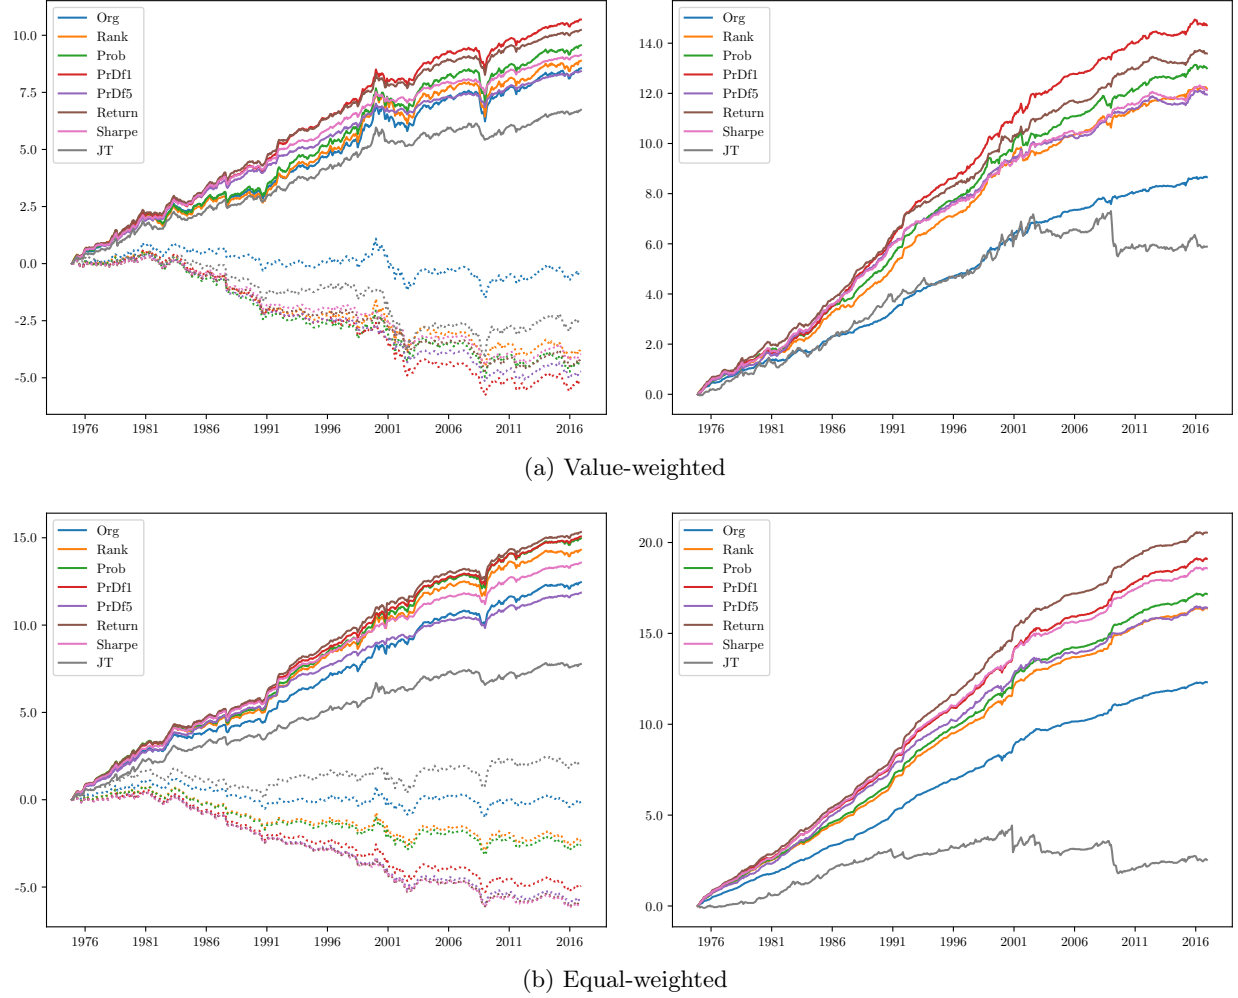 Org
Rank
Prob
PrDf1
PrDf5
Return
Sharpe
JT
10.0
7.5
5.0
2.5
0.0
-2.5
-5.0
1976 1981 1986 1991 1996 2001 2006 2011 2016
Org
Rank
Prob
PrDf1
PrDf5
Return
Sharpe
JT
14.0
12.0
10.0
8.0
6.0
4.0
2.0
0.0
1976 1981 1986 1991 1996 2001 2006 2011 2016
(a) Value-weighted
Org
Rank
Prob
PrDf1
PrDf5
Return
Sharpe
JT
15.0
10.0
5.0
0.0
-5.0
1976 1981 1986 1991 1996 2001 2006 2011 2016
Org
Rank
Prob
PrDf1
PrDf5
Return
Sharpe
JT
20.0
15.0
10.0
5.0
0.0
1976 1981 1986 1991 1996 2001 2006 2011 2016
(b) Equal-weighted